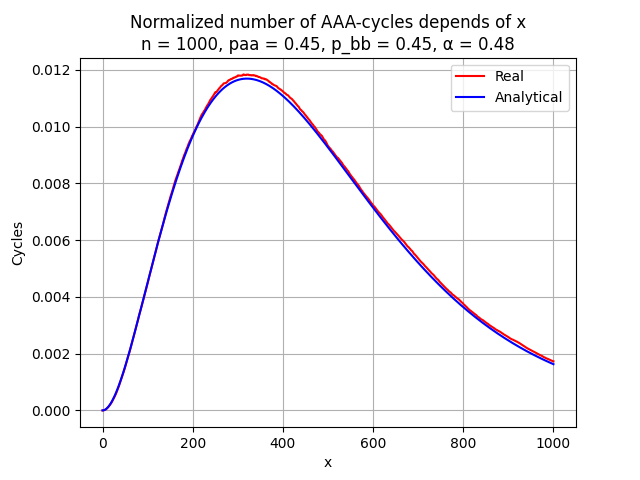 Normalized number of AAA-cycles depends of x
n = 1000, paa = 0.45, p_bb = 0.45, α = 0.48
Real
Analytical
Cycles
0.012
0.010
0.008
0.006
0.004
0.002
0.000
0 200 400 600 800 1000
x